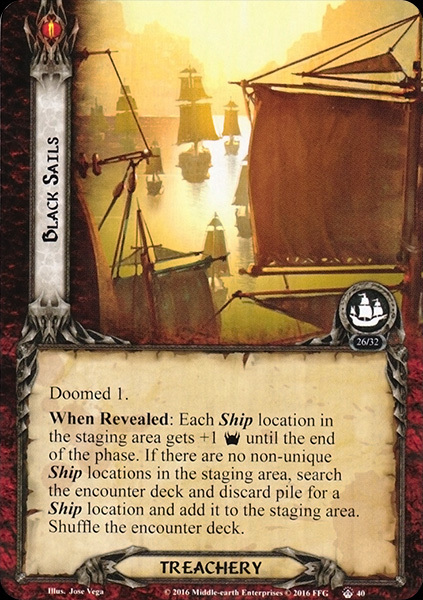 BLACK SAILS
26/32
Doomed 1.
When Revealed: Each Ship location in
the staging area gets +1 until the end
of the phase. If there are no non-unique
Ship locations in the staging area, search
the encounter deck and discard pile for a
Ship location and add it to the staging area.
Shuffle the encounter deck.
TREACHERY
Illus. Jose Vega
© 2016 Middle-earth Enterprises © 2016 FFG
40